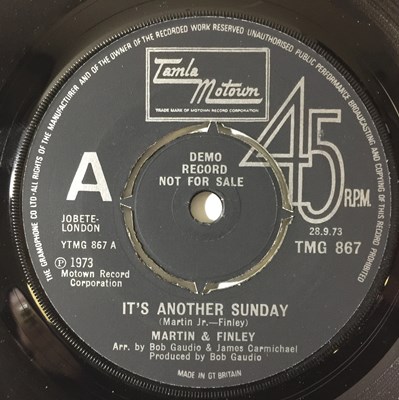 THE GRAMOPHONE CO LTD·ALL RIGHTS OF THE MANUFACTURER AND OF THE OWNER OF THE RECORDED WORK RESERVED UNAUTHORISED PUBLIC PERFORMANCE BROADCASTING AND COPYING OF THIS RECORD PROHIBITED
Tamla
Motown
TRADE MARK OF MOTOWN RECORD CORPORATION
45
R.P.M.
A
DEMO
RECORD
NOT FOR SALE
JOBETE-
LONDON
YTMG 867 A
28.9.73
TMG 867
Ⓟ 1973
Motown Record
Corporation
IT'S ANOTHER SUNDAY
(Martin Jr.—Finley)
MARTIN & FINLEY
Arr. by Bob Gaudio & James Carmichael
Produced by Bob Gaudio
MADE IN GT BRITAIN